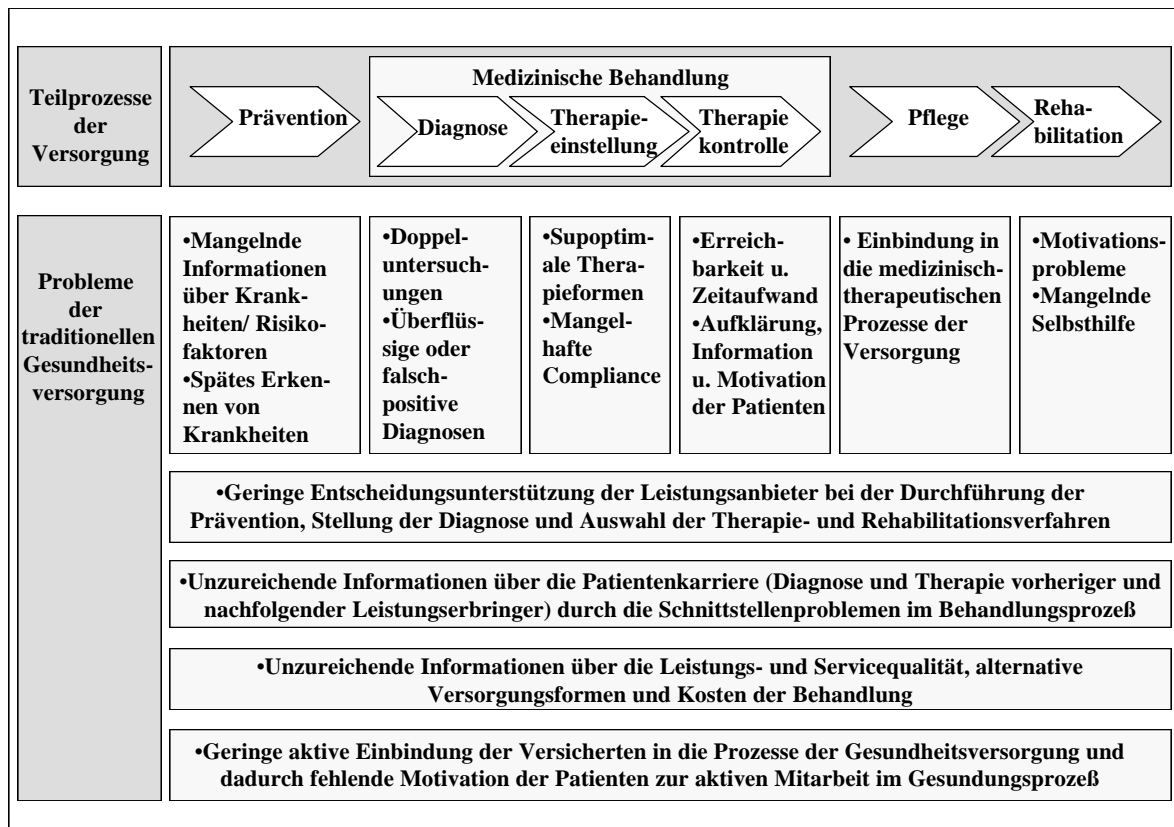 Teilprozesse
der
Versorgung
Medizinische Behandlung
Prävention
Diagnose
Therapie-
einstellung
Therapie
kontrolle
Pflege
Reha-
bilitation
Probleme
der
traditionellen
Gesundheits-
versorgung
•Mangelnde
Informationen
über Krank-
heiten/ Risiko-
faktoren
•Spätes Erken-
nen von
Krankheiten
•Doppel-
untersuch-
ungen
•Überflüs-
sige oder
falsch-
positive
Diagnosen
•Supoptim-
ale Thera-
pieformen
•Mangel-
hafte
Compliance
•Erreich-
barkeit u.
Zeitaufwand
•Aufklärung,
Information
u. Motivation
der Patienten
• Einbindung in
die medizinisch-
therapeutischen
Prozesse der
Versorgung
•Motivations-
probleme
•Mangelnde
Selbsthilfe
•Geringe Entscheidungsunterstützung der Leistungsanbieter bei der Durchführung der
Prävention, Stellung der Diagnose und Auswahl der Therapie- und Rehabilitationsverfahren
•Unzureichende Informationen über die Patientenkarriere (Diagnose und Therapie vorheriger und
nachfolgender Leistungserbringer) durch die Schnittstellenproblemen im Behandlungsprozeß
•Unzureichende Informationen über die Leistungs- und Servicequalität, alternative
Versorgungsformen und Kosten der Behandlung
•Geringe aktive Einbindung der Versicherten in die Prozesse der Gesundheitsversorgung und
dadurch fehlende Motivation der Patienten zur aktiven Mitarbeit im Gesundungsprozeß